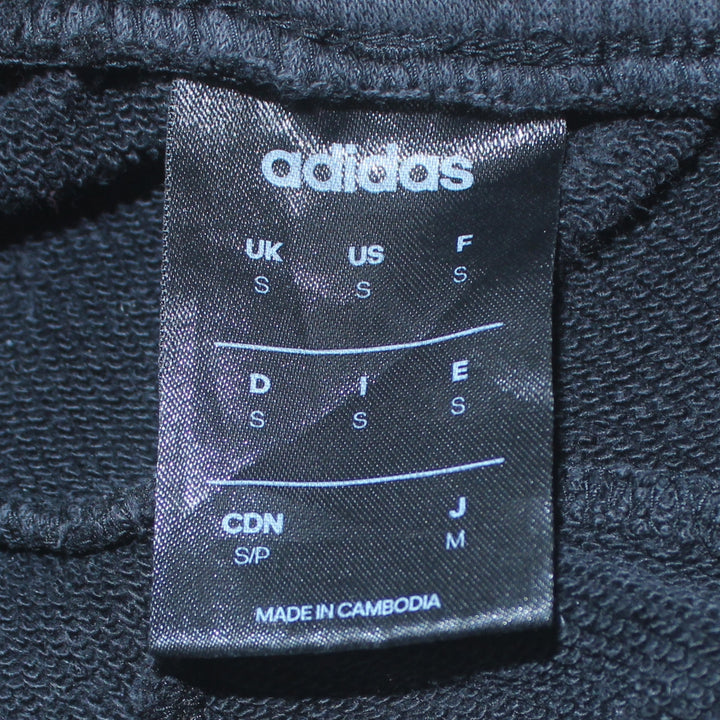 adidas
UK US F
S S S
D I E
S S S
CDN J
S/P M
MADE IN CAMBODIA